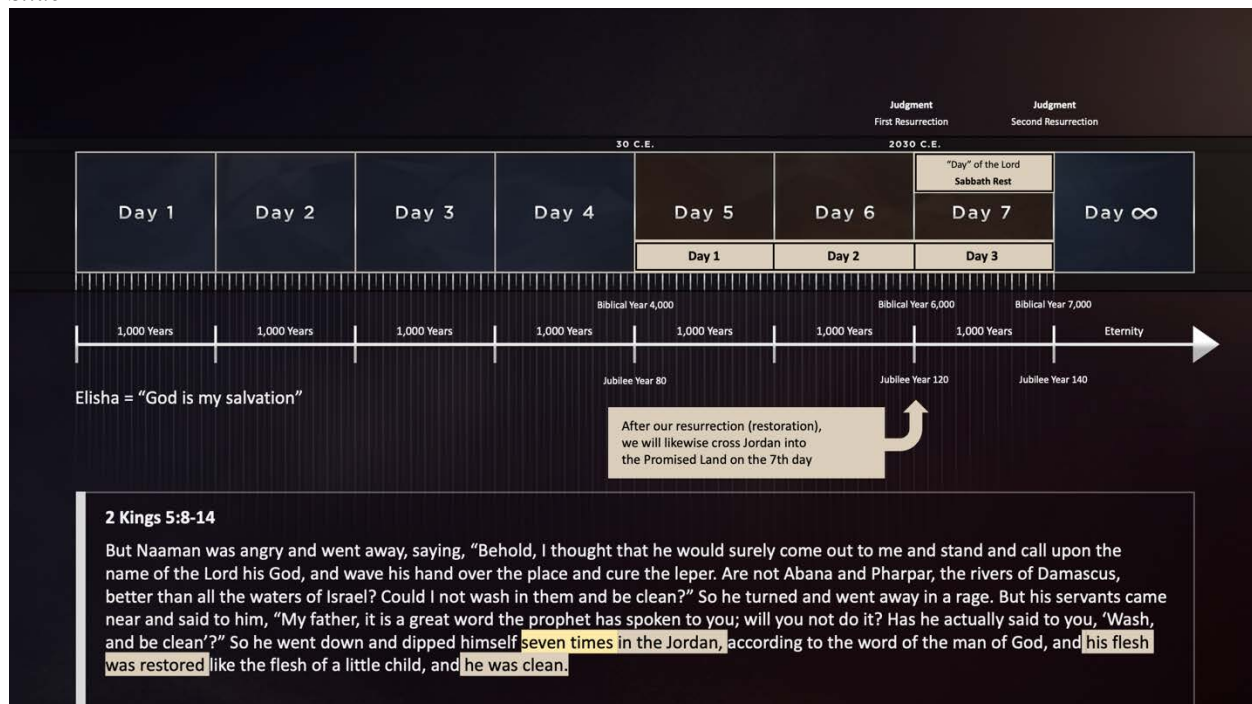 Judgment
First Resurrection
Judgment
Second Resurrection
30 C.E.
2030 C.E.
"Day" of the Lord
Sabbath Rest
Day 1
Day 2
Day 3
Day 4
Day 5
Day 6
Day 7
Day ∞
Day 1
Day 2
Day 3
Biblical Year 4,000
Biblical Year 6,000
Biblical Year 7,000
1,000 Years
1,000 Years
1,000 Years
1,000 Years
1,000 Years
1,000 Years
1,000 Years
Eternity
Jubilee Year 80
Jubilee Year 120
Jubilee Year 140
Elisha = "God is my salvation"
After our resurrection (restoration),
we will likewise cross Jordan into
the Promised Land on the 7th day
2 Kings 5:8-14
But Naaman was angry and went away, saying, "Behold, I thought that he would surely come out to me and stand and call upon the
name of the Lord his God, and wave his hand over the place and cure the leper. Are not Abana and Pharpar, the rivers of Damascus,
better than all the waters of Israel? Could I not wash in them and be clean?" So he turned and went away in a rage. But his servants came
near and said to him, "My father, it is a great word the prophet has spoken to you; will you not do it? Has he actually said to you, 'Wash,
and be clean'?" So he went down and dipped himself seven times in the Jordan, according to the word of the man of God, and his flesh
was restored like the flesh of a little child, and he was clean.